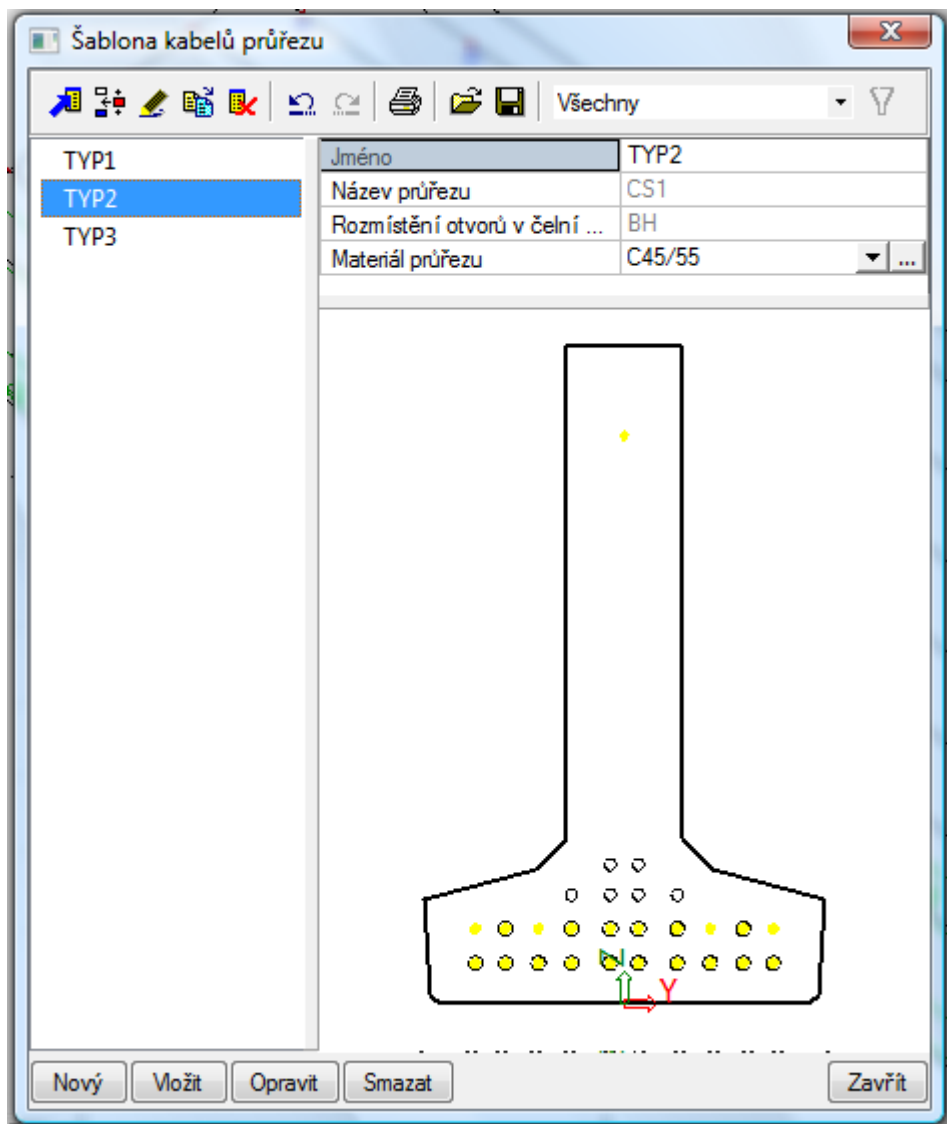 Šablona kabelů průřezu
Všechny
TYP1
TYP2
TYP3
Jméno TYP2
Název průřezu CS1
Rozmístění otvorů v čelní ... BH
Materiál průřezu C45/55 ...
Z
Y
Nový Vložit Opravit Smazat Zavřít